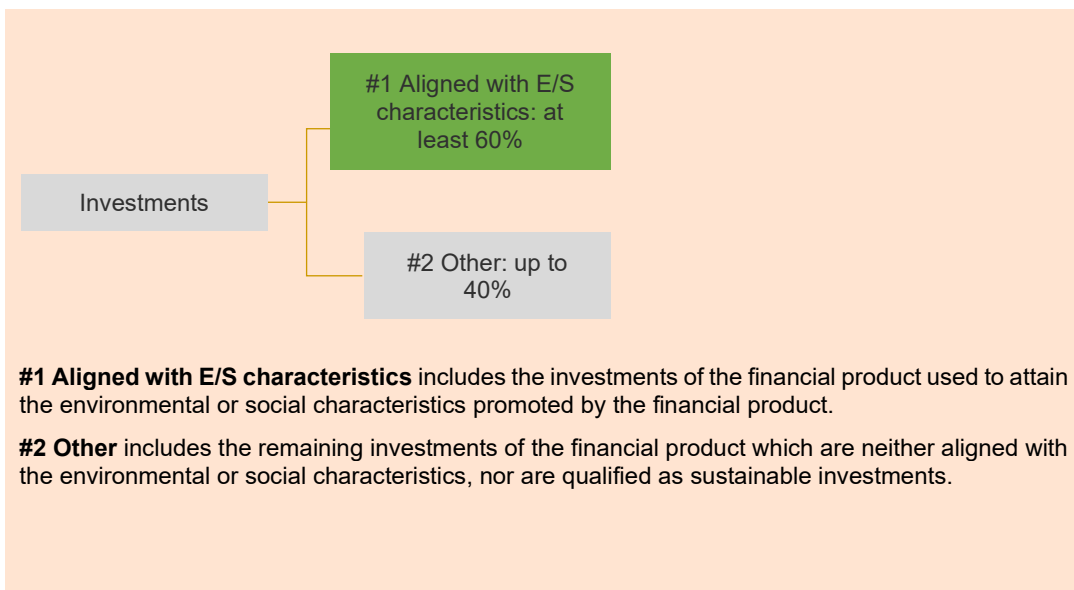 #1 Aligned with E/S
characteristics: at
least 60%
Investments
#2 Other: up to
40%
#1 Aligned with E/S characteristics includes the investments of the financial product used to attain
the environmental or social characteristics promoted by the financial product.
#2 Other includes the remaining investments of the financial product which are neither aligned with
the environmental or social characteristics, nor are qualified as sustainable investments.